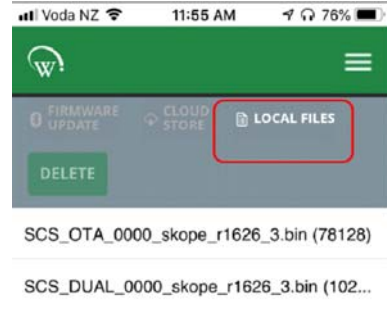 Voda NZ 11:55 AM 76%
W
FIRMWARE UPDATE CLOUD STORE LOCAL FILES
DELETE
SCS_OTA_0000_skope_r1626_3.bin (78128)
SCS_DUAL_0000_skope_r1626_3.bin (102...